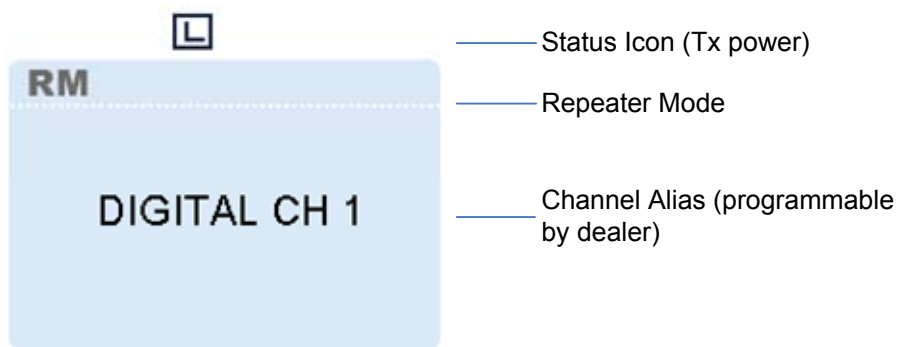 L
Status Icon (Tx power)
RM
Repeater Mode
DIGITAL CH 1
Channel Alias (programmable
by dealer)